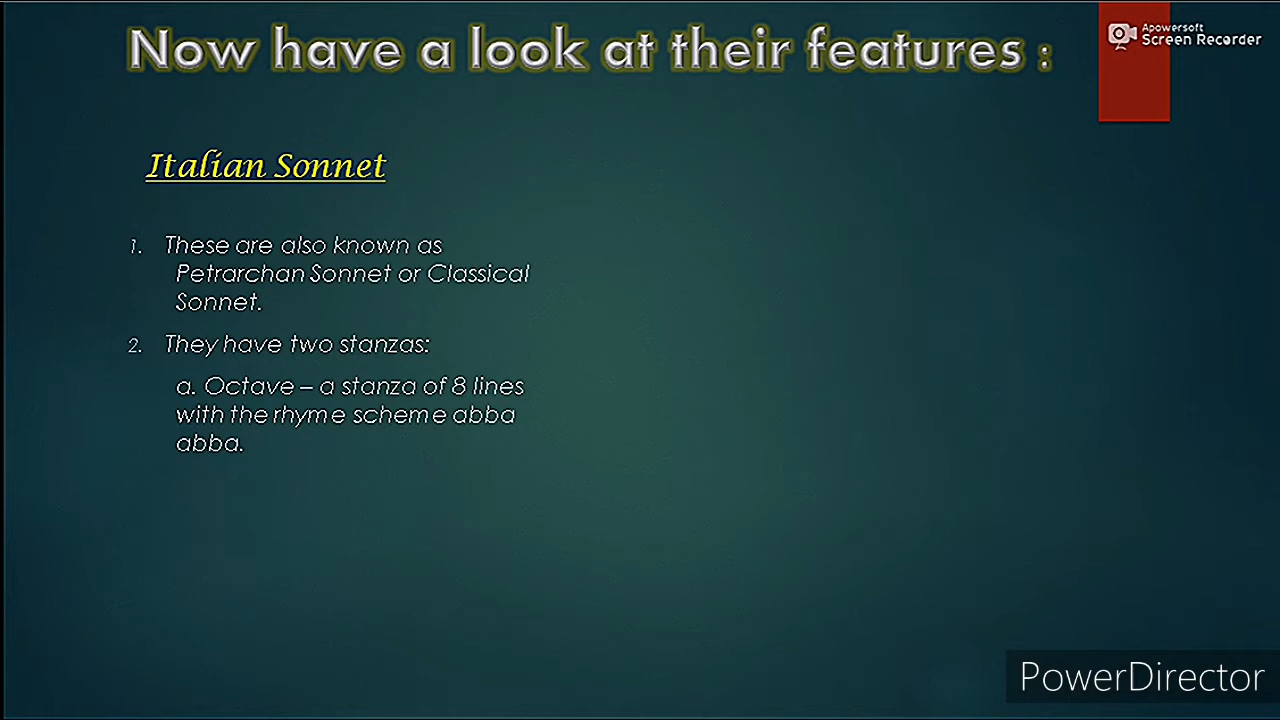 Now have a look at their features :
Apowersoft
Screen Recorder
Italian Sonnet
1. These are also known as
Petrarchan Sonnet or Classical
Sonnet.
2. They have two stanzas:
a. Octave – a stanza of 8 lines
with the rhyme scheme abba
abba.
PowerDirector